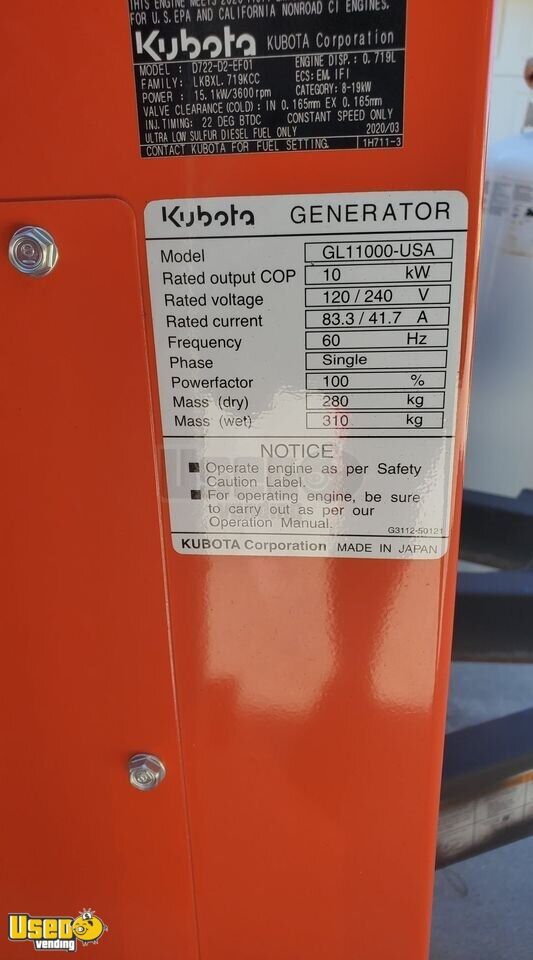 FOR U.S. EPA AND CALIFORNIA NONROAD CI ENGINES.
Kubota KUBOTA Corporation
MODEL : D722-D2-EF01 ENGINE DISP.: 0.719L
FAMILY: LKBXL.719KCC ECS: EM, IFI
POWER : 15.1kW/3600rpm CATEGORY: 8-19kW
VALVE CLEARANCE (COLD) : IN 0.165mm EX 0.165mm
INJ. TIMING: 22 DEG BTDC CONSTANT SPEED ONLY
ULTRA LOW SULFUR DIESEL FUEL ONLY 2020/03
CONTACT KUBOTA FOR FUEL SETTING. 1H711-3
Kubota GENERATOR
Model GL11000-USA
Rated output COP 10 kW
Rated voltage 120 / 240 V
Rated current 83.3 / 41.7 A
Frequency 60 Hz
Phase Single
Powerfactor 100 %
Mass (dry) 280 kg
Mass (wet) 310 kg
NOTICE
Operate engine as per Safety
Caution Label.
For operating engine, be sure
to carry out as per our
Operation Manual.
G3112-50121
KUBOTA Corporation MADE IN JAPAN
Used
vending